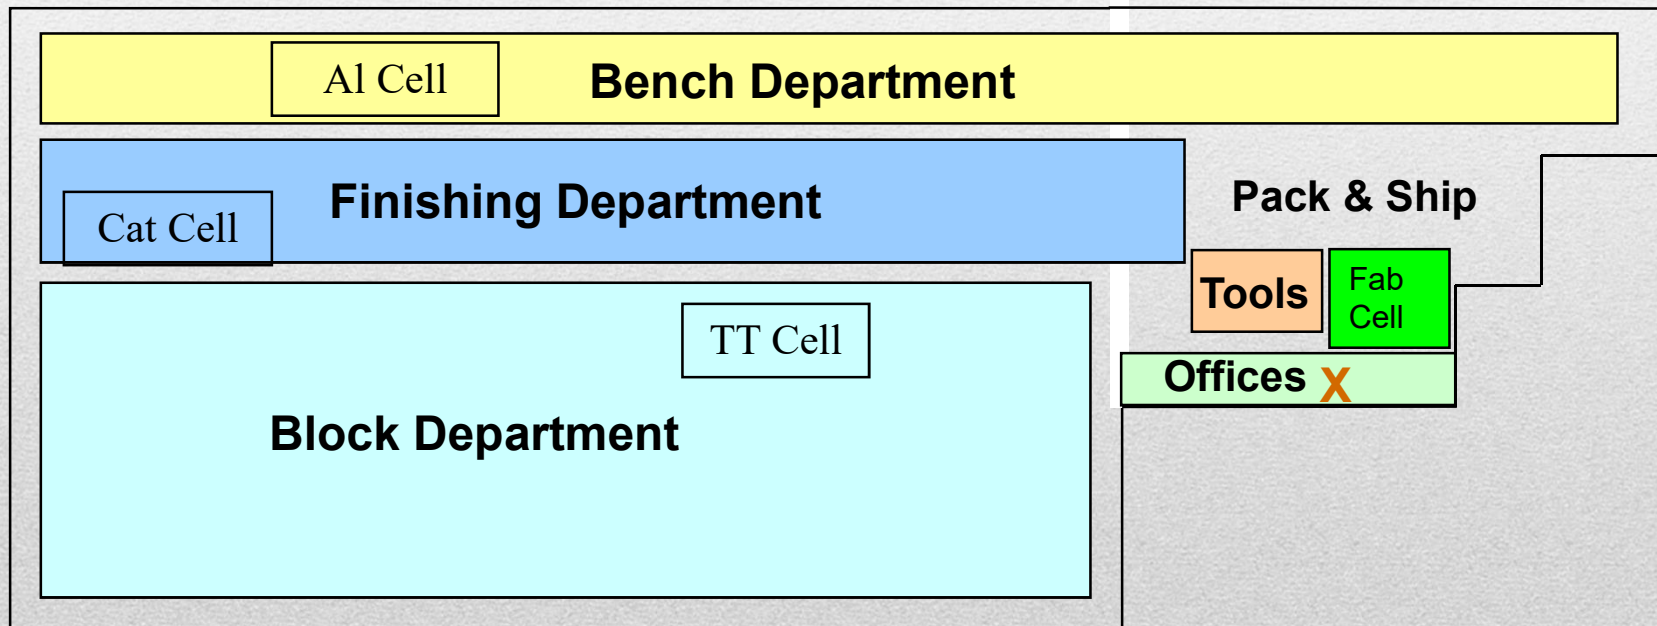 Al Cell
Bench Department
Finishing Department
Cat Cell
Pack & Ship
Tools
Fab
Cell
TT Cell
Offices X
Block Department